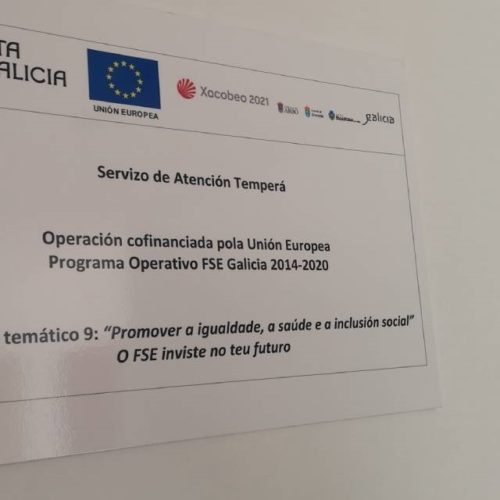 TA
ALICIA
UNIÓN EUROPEA
Xacobeo 2021
galicia
Servizo de Atención Temperá
Operación cofinanciada pola Unión Europea
Programa Operativo FSE Galicia 2014-2020
temático 9: “Promover a igualdade, a saúde e a inclusión social”
O FSE inviste no teu futuro